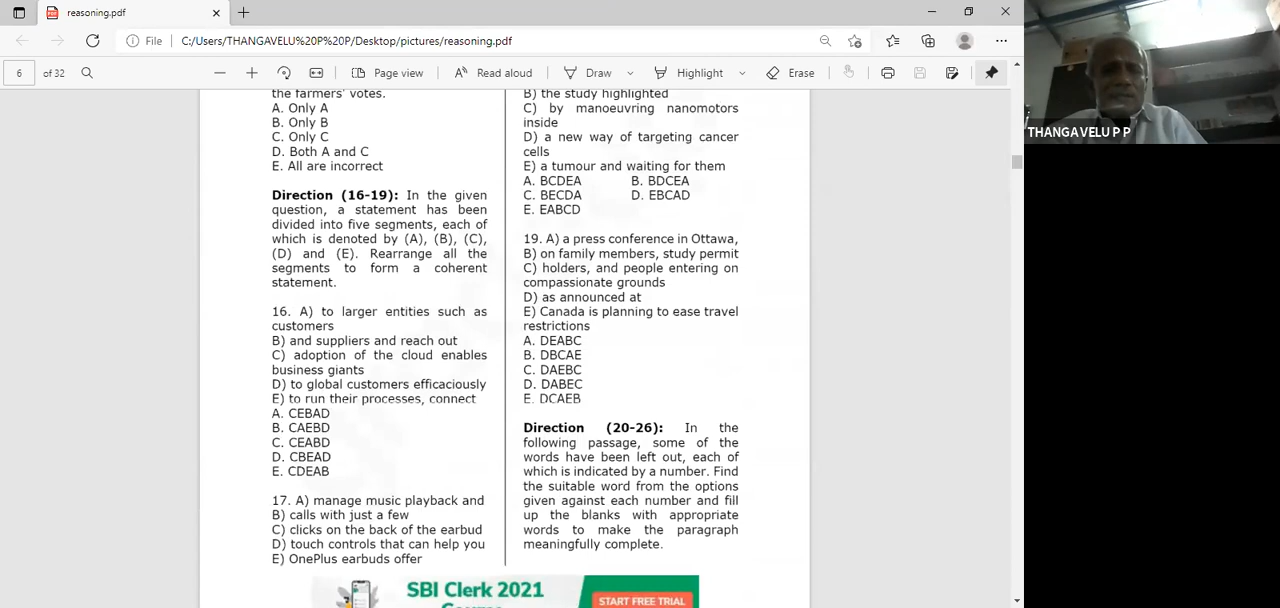 reasoning.pdf
File
C:/Users/THANGAVELU%20P%20P/Desktop/pictures/reasoning.pdf
6
of 32
Page view
Read aloud
Draw
Highlight
Erase
the farmers' votes.
A. Only A
B. Only B
C. Only C
D. Both A and C
E. All are incorrect
Direction (16-19): In the given
question, a statement has been
divided into five segments, each of
which is denoted by (A), (B), (C),
(D) and (E). Rearrange all the
segments to form a coherent
statement.
16. A) to larger entities such as
customers
B) and suppliers and reach out
C) adoption of the cloud enables
business giants
D) to global customers efficaciously
E) to run their processes, connect
A. CEBAD
B. CAEBD
C. CEABD
D. CBEAD
E. CDEAB
17. A) manage music playback and
B) calls with just a few
C) clicks on the back of the earbud
D) touch controls that can help you
E) OnePlus earbuds offer
B) the study highlighted
C) by manoeuvring nanomotors
inside
D) a new way of targeting cancer
cells
E) a tumour and waiting for them
A. BCDEA B. BDCEA
C. BECDA D. EBCAD
E. EABCD
19. A) a press conference in Ottawa,
B) on family members, study permit
C) holders, and people entering on
compassionate grounds
D) as announced at
E) Canada is planning to ease travel
restrictions
A. DEABC
B. DBCAE
C. DAEBC
D. DABEC
E. DCAEB
Direction (20-26): In the
following passage, some of the
words have been left out, each of
which is indicated by a number. Find
the suitable word from the options
given against each number and fill
up the blanks with appropriate
words to make the paragraph
meaningfully complete.
SBI Clerk 2021
Course
START FREE TRIAL
THANGAVELU P P